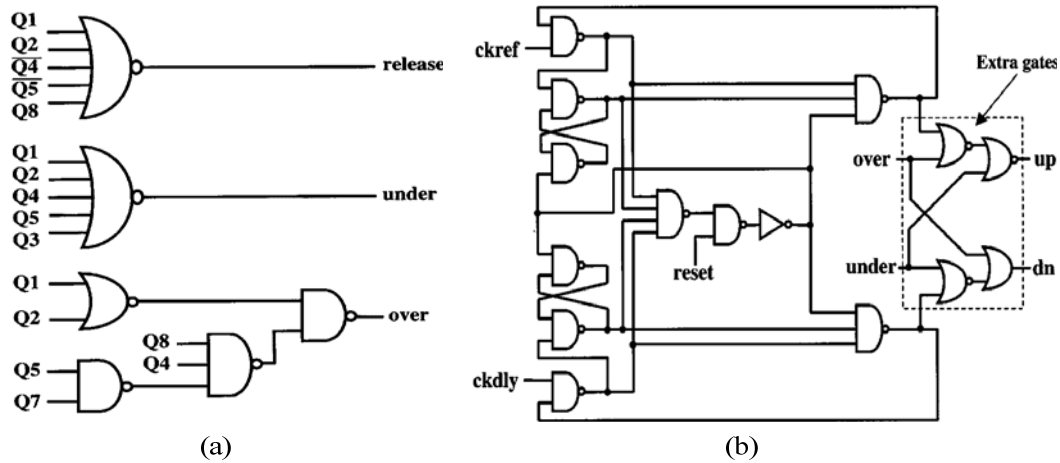 Q1
Q2
Q4
Q5
Q8
release
Q1
Q2
Q4
Q5
Q3
under
Q1
Q2
Q8
Q4
Q5
Q7
over
(a)
ckref
Extra gates
over
up
reset
under
dn
ckdly
(b)